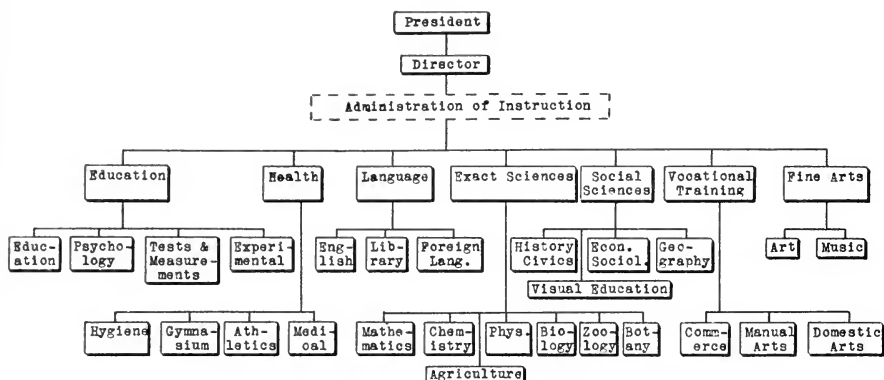 President
Director
Administration of Instruction
Education
Health
Language
Exact Sciences
Social
Sciences
Vocational
Training
Fine Arts
Educ-
ation
Psycho-
logy
Tests &
Measure-
ments
Experi-
mental
Eng-
lish
Lib-
rary
Foreign
Lang.
History
Civics
Econ.
Sociol.
Geo-
graphy
Art
Music
Visual Education
Hygiene
Gymna-
sium
Ath-
letics
Medi-
cal
Mathe-
matics
Chem-
istry
Phys.
Bio-
logy
Zoo-
logy
Bot-
any
Comm-
erce
Manual
Arts
Domestic
Arts
Agriculture